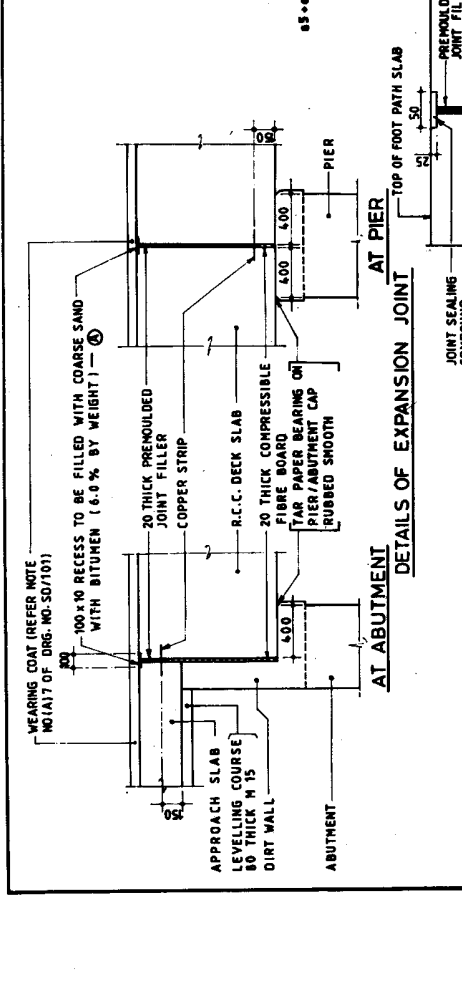 WEARING COAT (REFER NOTE
NO(A)7 OF DRG. NO. SD/101)
100
100 x 10 RECESS TO BE FILLED WITH COARSE SAND
WITH BITUMEN (6.0% BY WEIGHT) — Ⓐ
20 THICK PREMOULDED
JOINT FILLER
COPPER STRIP
R.C.C. DECK SLAB
20 THICK COMPRESSIBLE
FIBRE BOARD
TAR PAPER BEARING ON
PIER/ABUTMENT CAP
RUBBED SMOOTH
150
APPROACH SLAB
LEVELLING COURSE
80 THICK M 15
DIRT WALL
ABUTMENT
400
AT ABUTMENT
150
400
400
PIER
AT PIER
DETAILS OF EXPANSION JOINT
TOP OF FOOT PATH SLAB
25
50
PREMOULD
JOINT FIL
JOINT SEALING